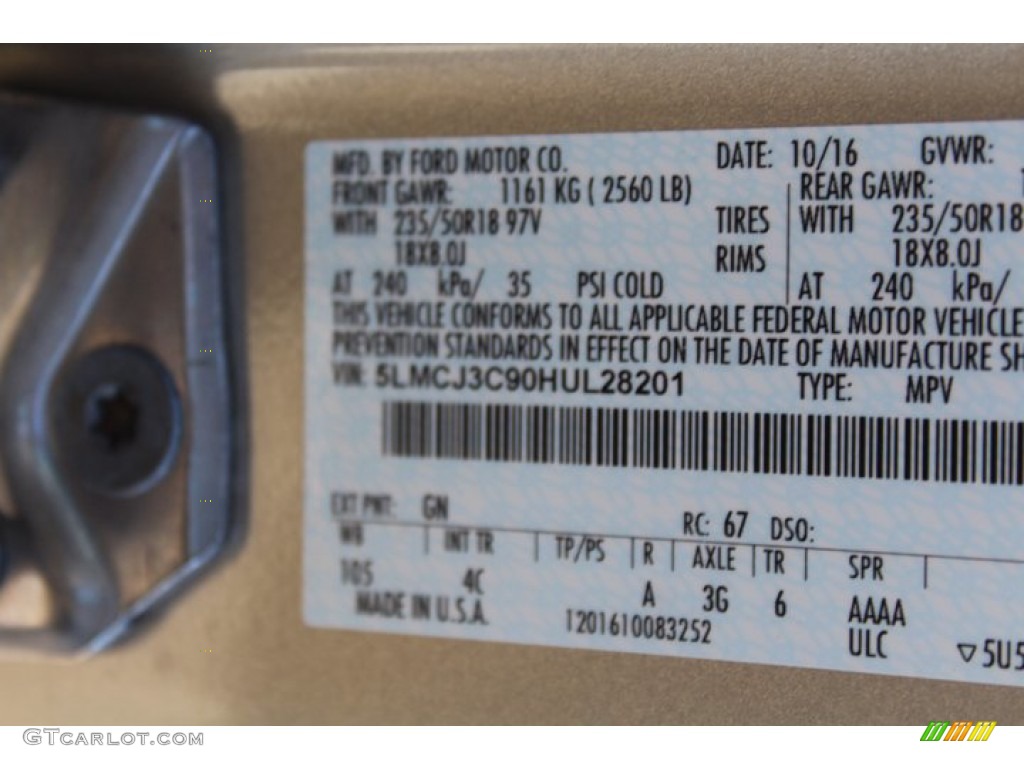 MFD. BY FORD MOTOR CO. DATE: 10/16 GVWR:
FRONT GAWR: 1161 KG ( 2560 LB) REAR GAWR:
WITH 235/50R18 97V TIRES WITH 235/50R18
18X8.0J RIMS 18X8.0J
AT 240 kPa/ 35 PSI COLD AT 240 kPa/
THIS VEHICLE CONFORMS TO ALL APPLICABLE FEDERAL MOTOR VEHICLE
PREVENTION STANDARDS IN EFFECT ON THE DATE OF MANUFACTURE SH
VIN: 5LMCJ3C90HUL28201 TYPE: MPV
EXT PNT: GN RC: 67 DSO:
WB INT TR TP/PS R AXLE TR SPR
105 4C A 3G 6 AAAA
MADE IN U.S.A. 1201610083252 ULC ▽5U5
GTCARLOT.COM